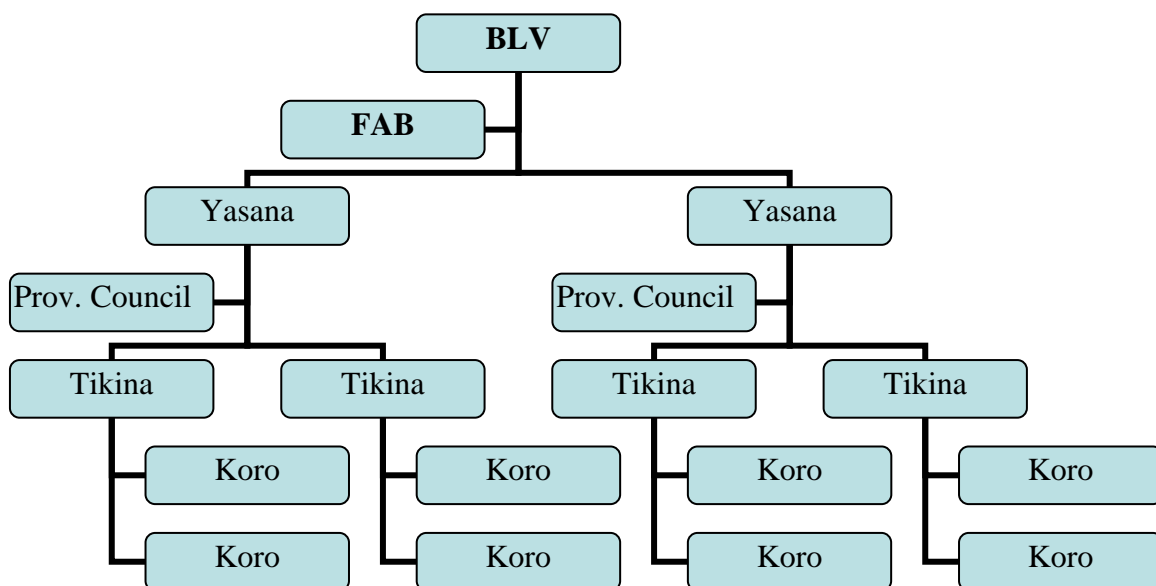 BLV
FAB
Yasana
Yasana
Prov. Council
Prov. Council
Tikina
Tikina
Tikina
Tikina
Koro
Koro
Koro
Koro
Koro
Koro
Koro
Koro